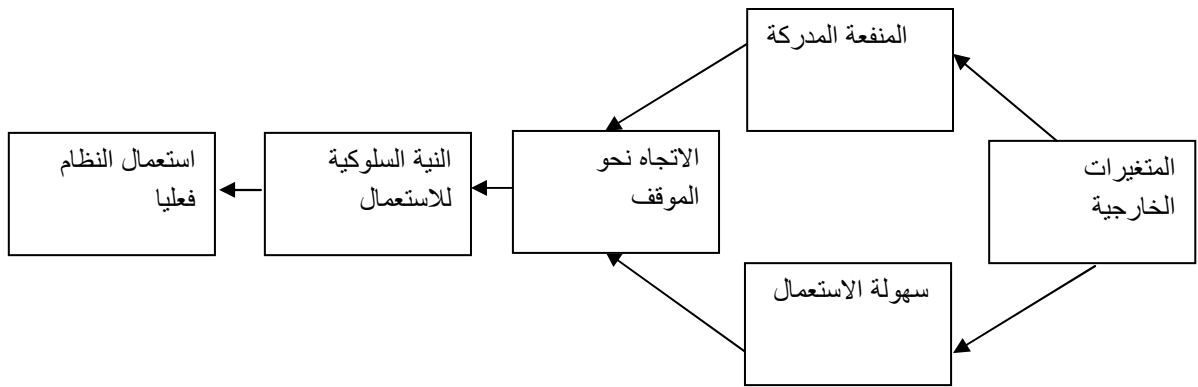 المنفعة المدركة
المتغيرات
الخارجية
سهولة الاستعمال
الاتجاه نحو
الموقف
النية السلوكية
للاستعمال
استعمال النظام
فعليا